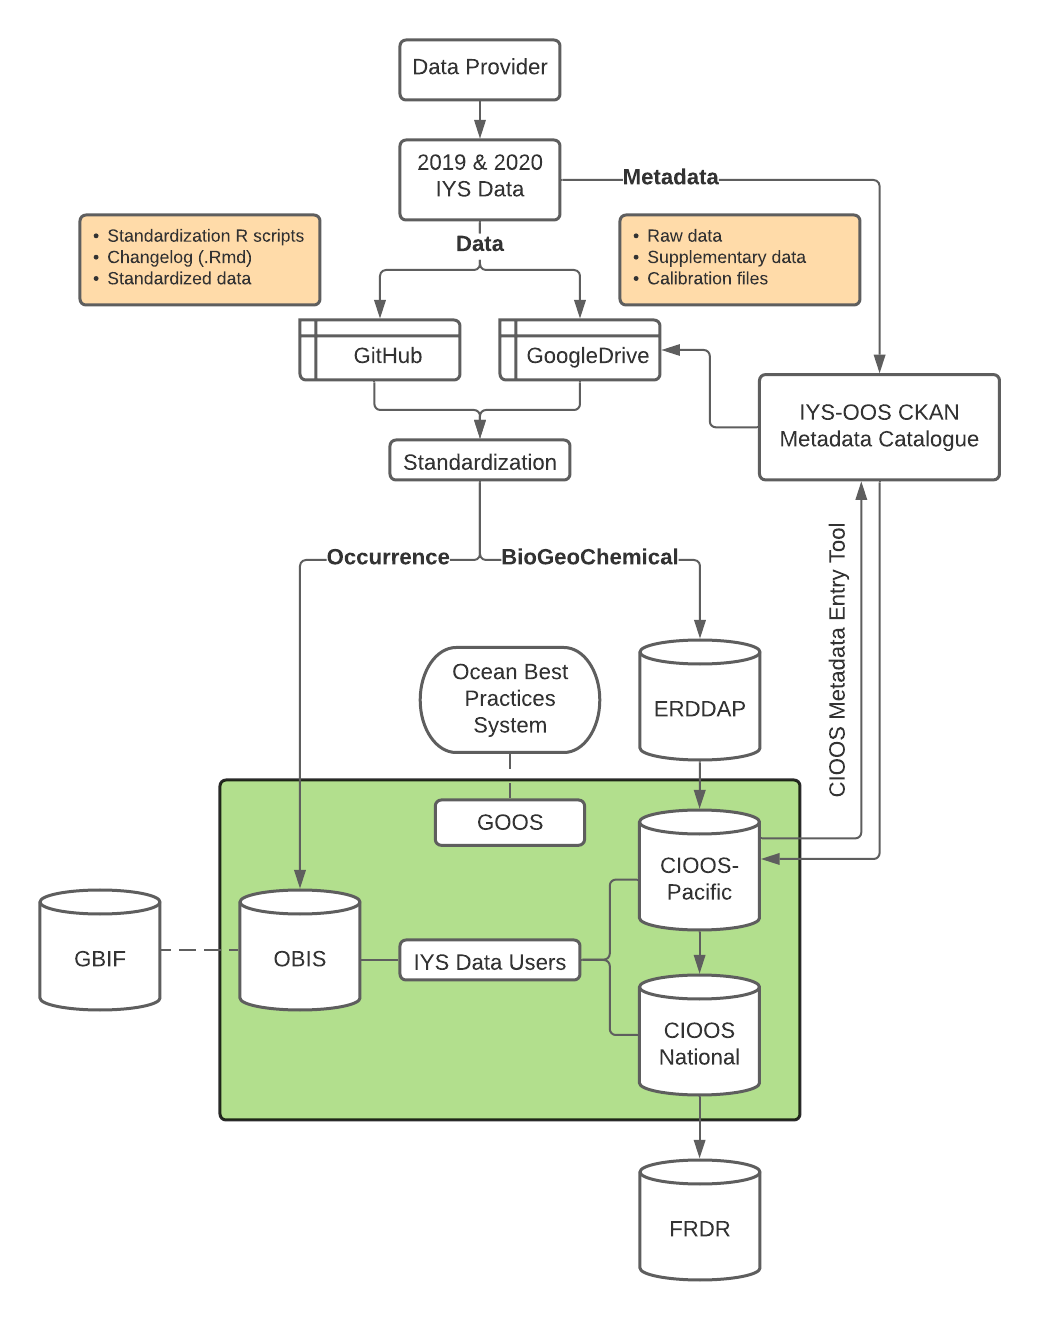 Data Provider
2019 & 2020
IYS Data
Metadata
Data
• Standardization R scripts
• Changelog (.Rmd)
• Standardized data
• Raw data
• Supplementary data
• Calibration files
GitHub
GoogleDrive
IYS-OOS CKAN
Metadata Catalogue
Standardization
Occurrence
BioGeoChemical
CIOOS Metadata Entry Tool
Ocean Best
Practices
System
ERDDAP
GOOS
CIOOS-
Pacific
GBIF
OBIS
IYS Data Users
CIOOS
National
FRDR